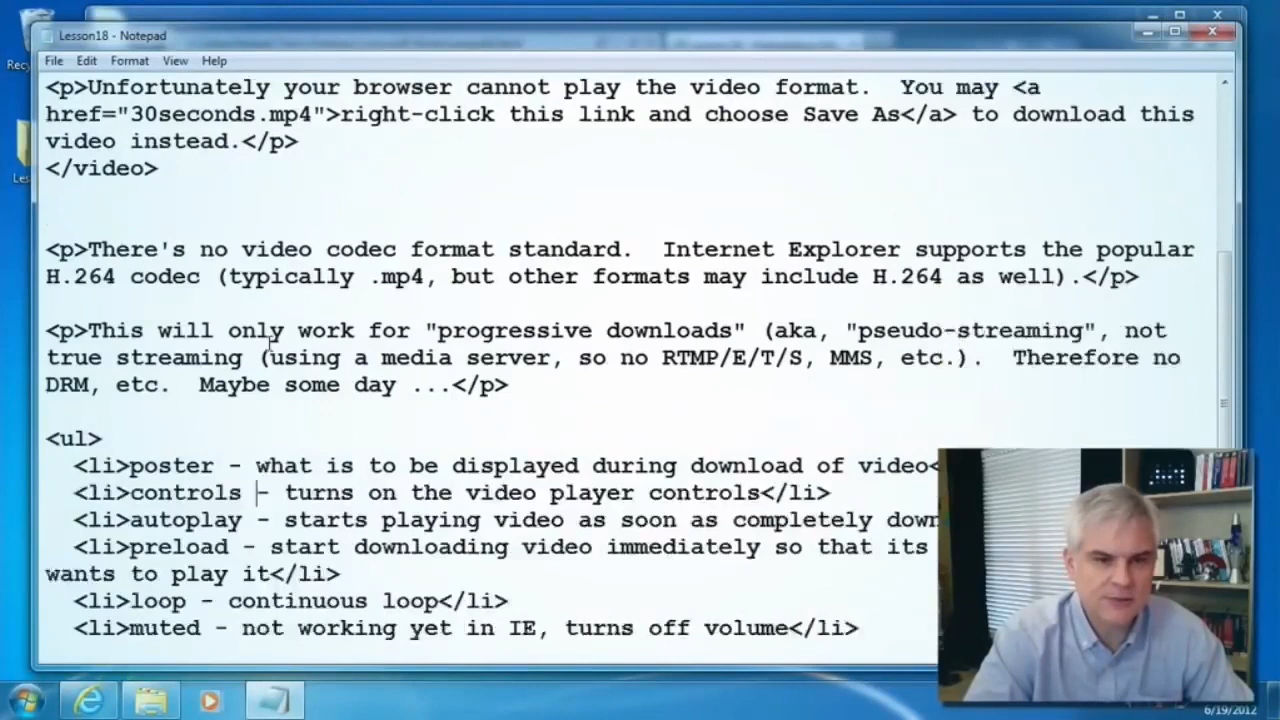 Lesson18 - Notepad
File Edit Format View Help
<p>Unfortunately your browser cannot play the video format.  You may <a
href="30seconds.mp4">right-click this link and choose Save As</a> to download this
video instead.</p>
</video>
<p>There's no video codec format standard.  Internet Explorer supports the popular
H.264 codec (typically .mp4, but other formats may include H.264 as well).</p>
<p>This will only work for "progressive downloads" (aka, "pseudo-streaming", not
true streaming (using a media server, so no RTMP/E/T/S, MMS, etc.).  Therefore no
DRM, etc.  Maybe some day ...</p>
<ul>
<li>poster - what is to be displayed during download of video<
<li>controls - turns on the video player controls</li>
<li>autoplay - starts playing video as soon as completely down
<li>preload - start downloading video immediately so that its
wants to play it</li>
<li>loop - continuous loop</li>
<li>muted - not working yet in IE, turns off volume</li>
6/19/2012